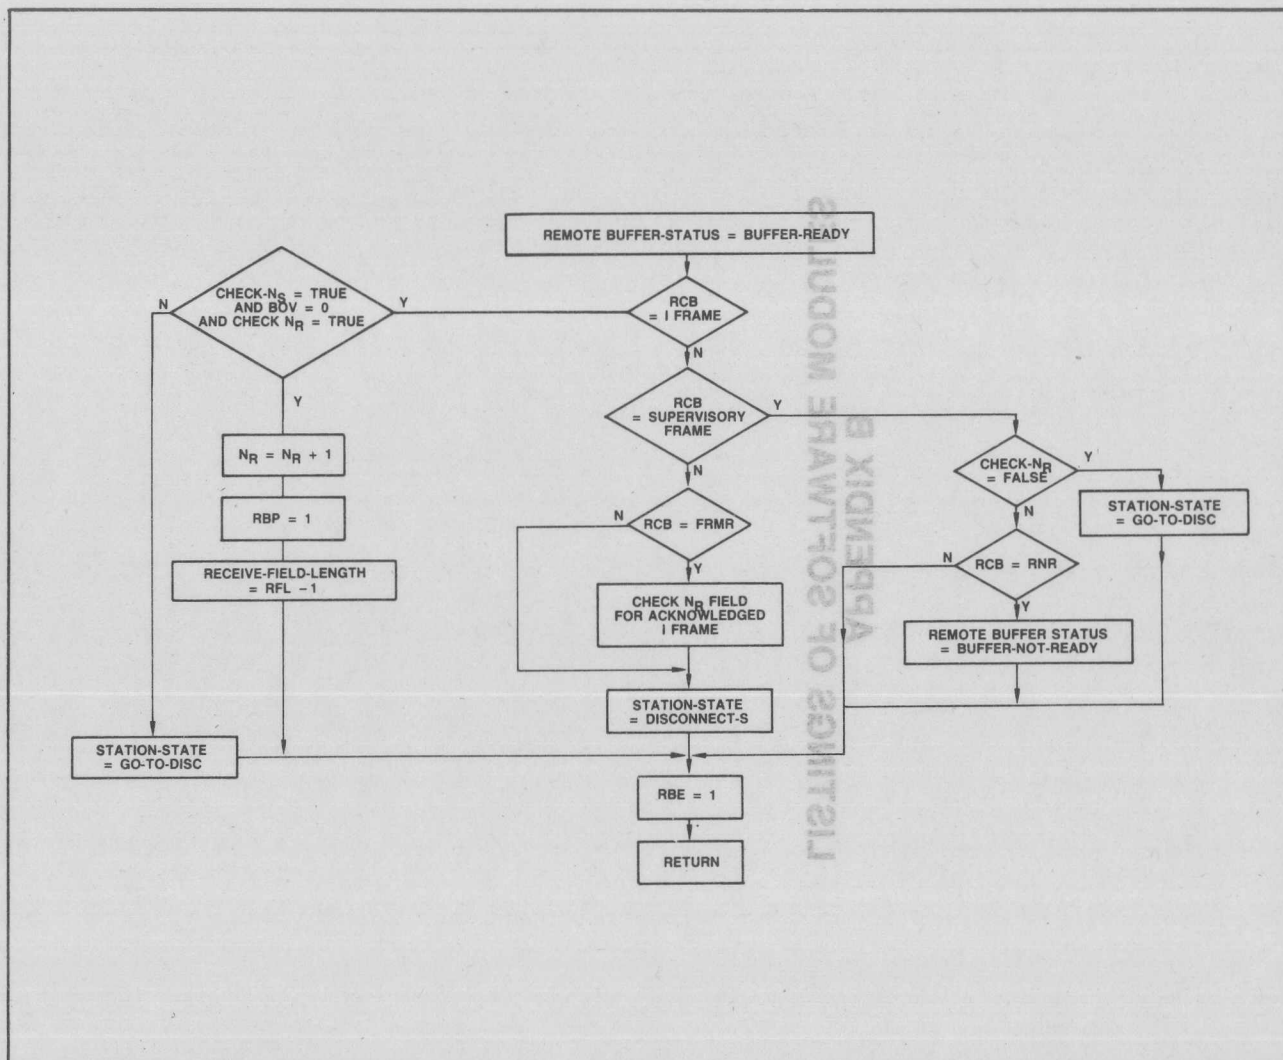 REMOTE BUFFER-STATUS = BUFFER-READY
CHECK-NS = TRUE
AND BOV = 0
AND CHECK NR = TRUE
N
Y
Y
RCB
= I FRAME
N
RCB
= SUPERVISORY
FRAME
Y
N
NR = NR + 1
RBP = 1
RECEIVE-FIELD-LENGTH
= RFL -1
RCB = FRMR
N
Y
CHECK NR FIELD
FOR ACKNOWLEDGED
I FRAME
CHECK-NR
= FALSE
Y
N
STATION-STATE
= GO-TO-DISC
RCB = RNR
N
Y
REMOTE BUFFER STATUS
= BUFFER-NOT-READY
STATION-STATE
= DISCONNECT-S
STATION-STATE
= GO-TO-DISC
RBE = 1
RETURN
APPENDIX B
LISTINGS OF SOFTWARE MODULES